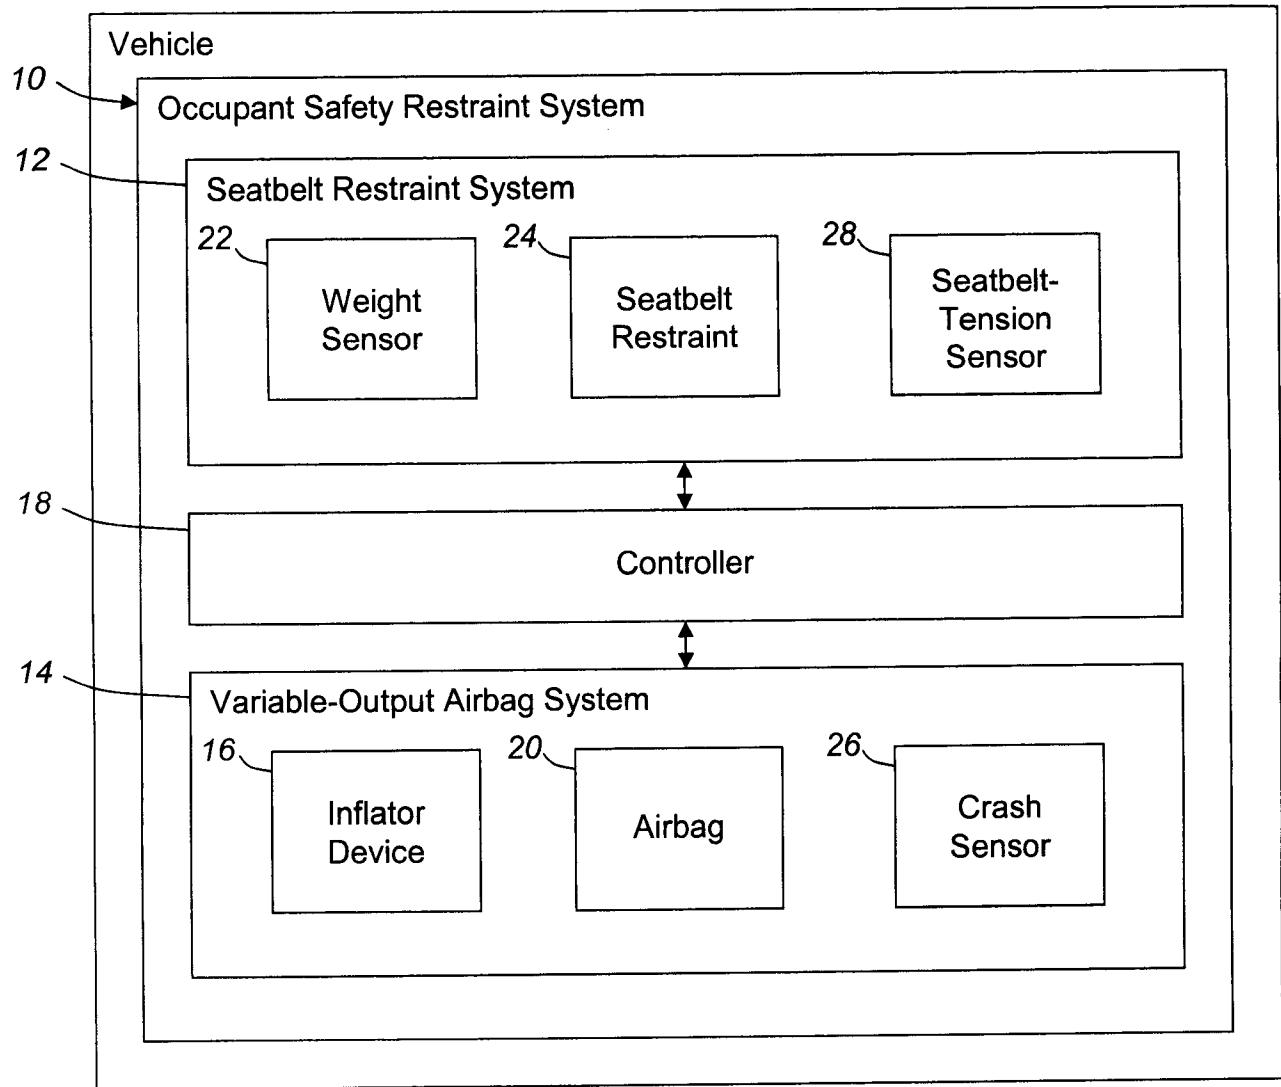 Vehicle
10
Occupant Safety Restraint System
12
Seatbelt Restraint System
22
24
28
Weight
Sensor
Seatbelt
Restraint
Seatbelt-
Tension
Sensor
18
Controller
14
Variable-Output Airbag System
16
20
26
Inflator
Device
Airbag
Crash
Sensor